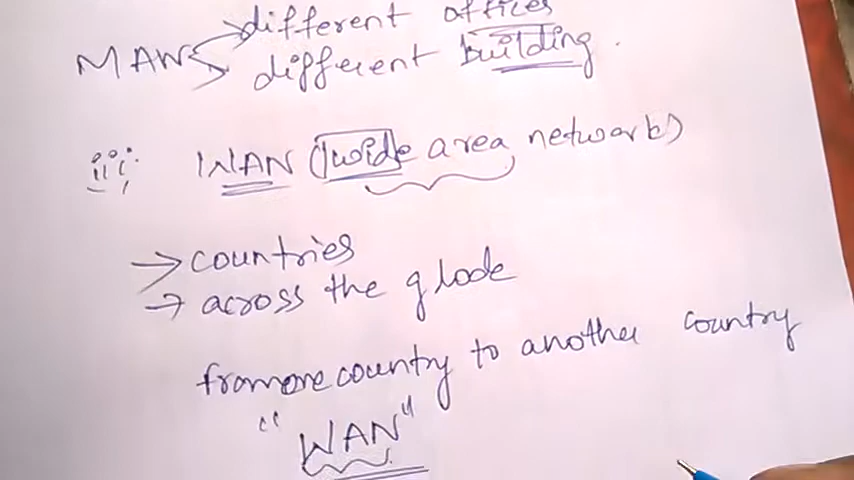 different offices
MAN different building.
iii WAN (wide area network)
→ countries
→ across the glode
from one country to another country
"WAN"